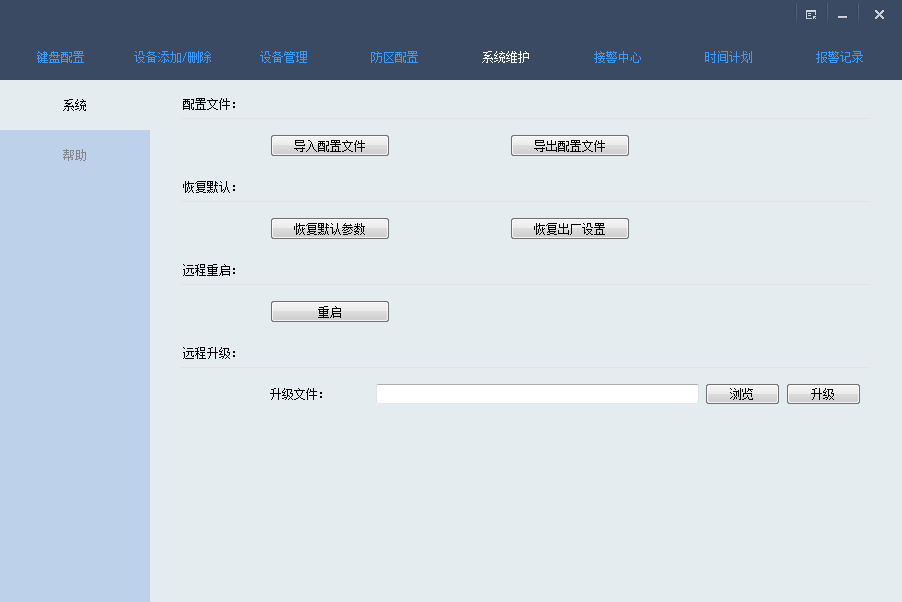 键盘配置 设备添加/删除 设备管理 防区配置 系统维护 接警中心 时间计划 报警记录
系统
帮助
配置文件：
导入配置文件 导出配置文件
恢复默认：
恢复默认参数 恢复出厂设置
远程重启：
重启
远程升级：
升级文件： 浏览 升级